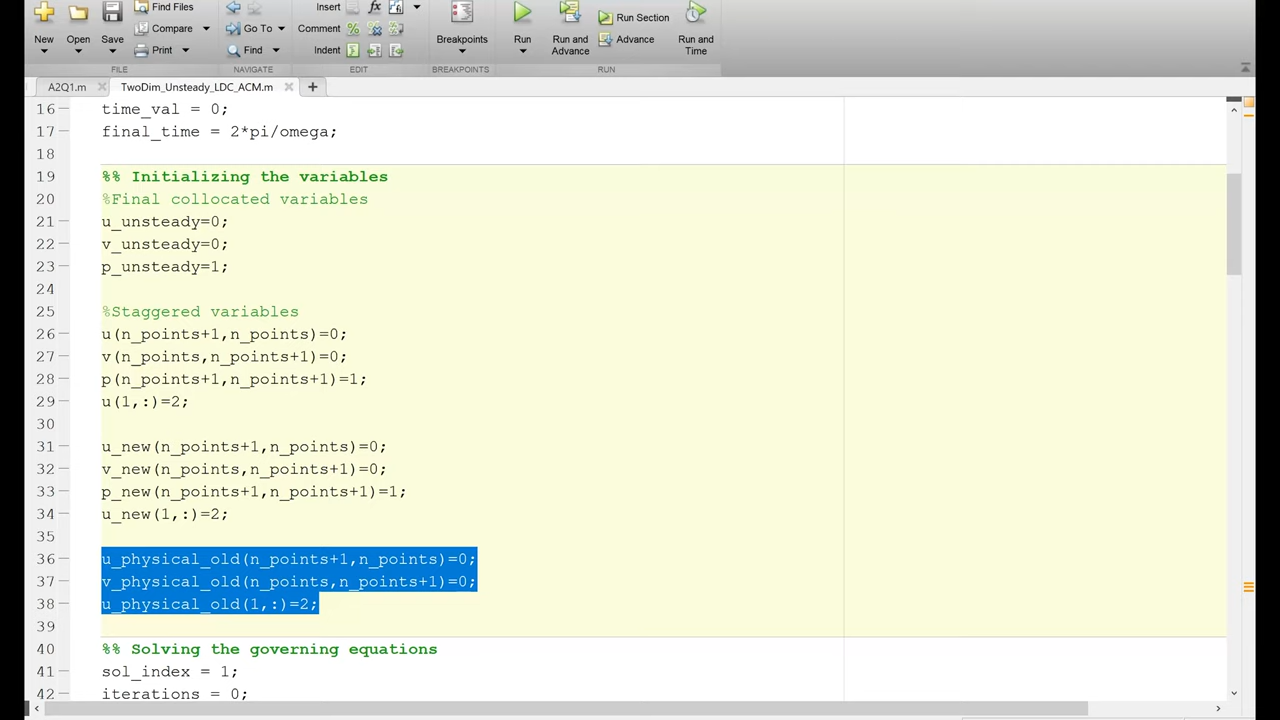 Find Files
Insert
fx
Compare
Go To
Comment
Run Section
New
Open
Save
Print
Find
Indent
Breakpoints
Run
Run and Advance
Advance
Run and Time
FILE
NAVIGATE
EDIT
BREAKPOINTS
RUN
A2Q1.m
TwoDim_Unsteady_LDC_ACM.m
16 time_val = 0;
17 final_time = 2*pi/omega;
18
19 %% Initializing the variables
20 %Final collocated variables
21 u_unsteady=0;
22 v_unsteady=0;
23 p_unsteady=1;
24
25 %Staggered variables
26 u(n_points+1,n_points)=0;
27 v(n_points,n_points+1)=0;
28 p(n_points+1,n_points+1)=1;
29 u(1,:)=2;
30
31 u_new(n_points+1,n_points)=0;
32 v_new(n_points,n_points+1)=0;
33 p_new(n_points+1,n_points+1)=1;
34 u_new(1,:)=2;
35
36 u_physical_old(n_points+1,n_points)=0;
37 v_physical_old(n_points,n_points+1)=0;
38 u_physical_old(1,:)=2;
39
40 %% Solving the governing equations
41 sol_index = 1;
42 iterations = 0;